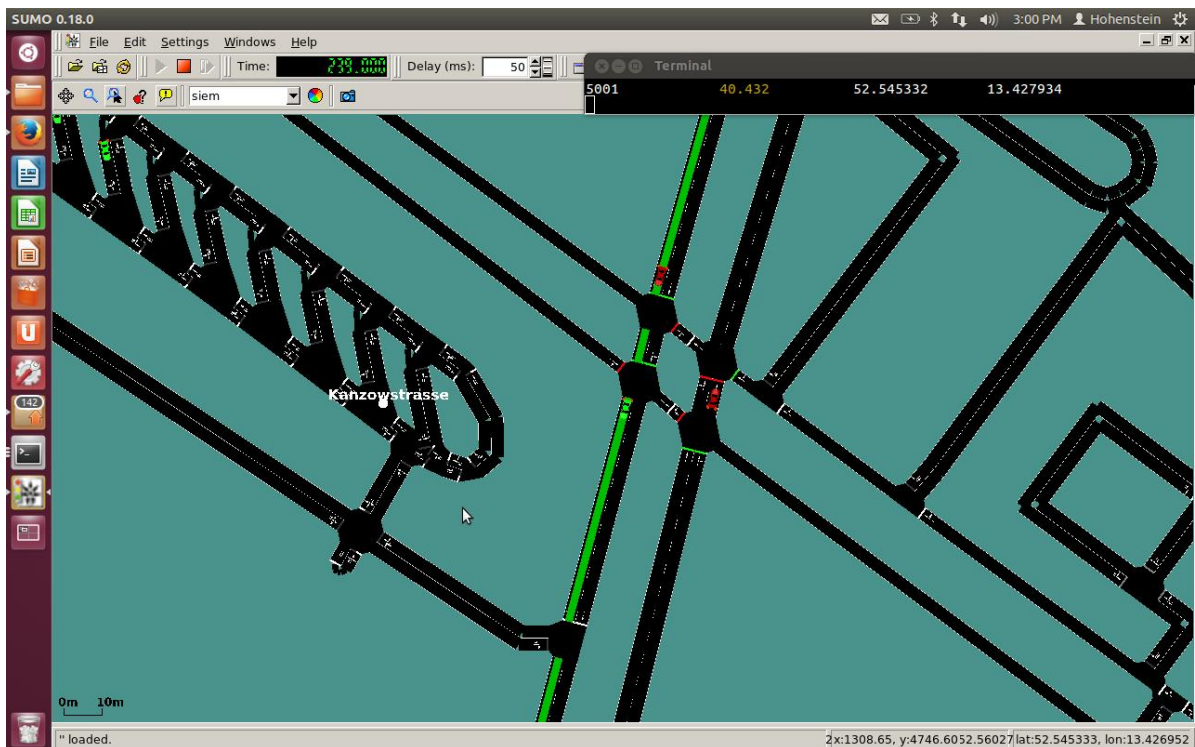 SUMO 0.18.0
3:00 PM Hohenstein
File Edit Settings Windows Help
Time: 239.000 Delay (ms): 50
Terminal
siem
5001 40.432 52.545332 13.427934
Kanzowstrasse
142
0m 10m
'' loaded.
2x:1308.65, y:4746.6052.56027 lat:52.545333, lon:13.426952